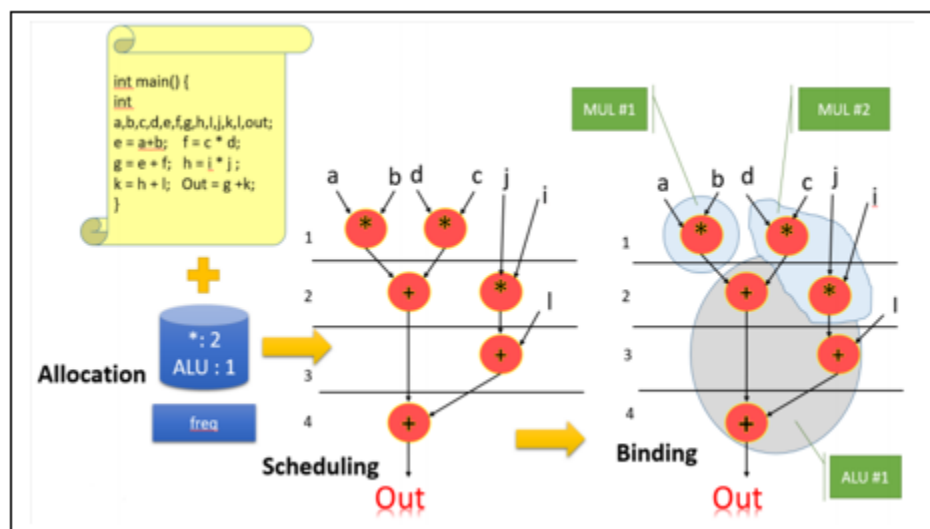 int main() {
int
a,b,c,d,e,f,g,h,I,j,k,l,out;
e = a+b; f = c * d;
g = e + f; h = i * j ;
k = h + l; Out = g +k;
}
*: 2
ALU : 1
Allocation
freq
a b d c j i
* *
1
+ *
2
l
+
3
+
4
Scheduling
Out
MUL #1
MUL #2
a b d c j i
* *
1
+ *
2
l
+
3
+
4
Binding
ALU #1
Out